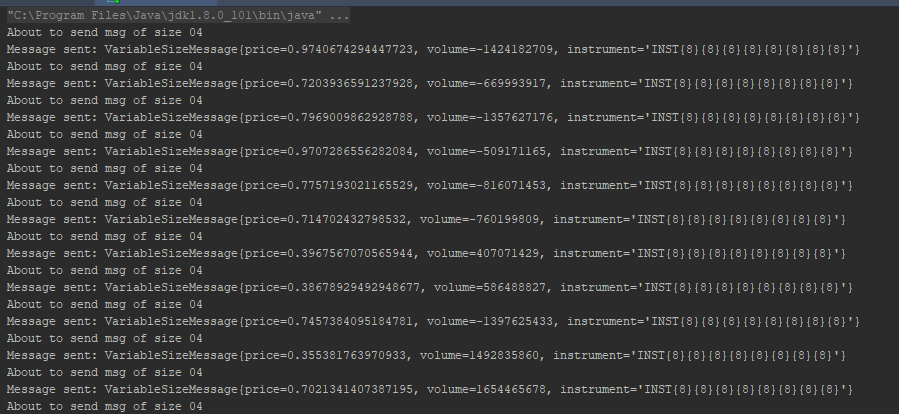 "C:\Program Files\Java\jdk1.8.0_101\bin\java" ...
About to send msg of size 04
Message sent: VariableSizeMessage{price=0.9740674294447723, volume=-1424182709, instrument='INST{8}{8}{8}{8}{8}{8}{8}{8}'}
About to send msg of size 04
Message sent: VariableSizeMessage{price=0.7203936591237928, volume=-669993917, instrument='INST{8}{8}{8}{8}{8}{8}{8}{8}'}
About to send msg of size 04
Message sent: VariableSizeMessage{price=0.7969009862928788, volume=-1357627176, instrument='INST{8}{8}{8}{8}{8}{8}{8}{8}'}
About to send msg of size 04
Message sent: VariableSizeMessage{price=0.9707286556282084, volume=-509171165, instrument='INST{8}{8}{8}{8}{8}{8}{8}{8}'}
About to send msg of size 04
Message sent: VariableSizeMessage{price=0.7757193021165529, volume=-816071453, instrument='INST{8}{8}{8}{8}{8}{8}{8}{8}'}
About to send msg of size 04
Message sent: VariableSizeMessage{price=0.714702432798532, volume=-760199809, instrument='INST{8}{8}{8}{8}{8}{8}{8}{8}'}
About to send msg of size 04
Message sent: VariableSizeMessage{price=0.3967567070565944, volume=407071429, instrument='INST{8}{8}{8}{8}{8}{8}{8}{8}'}
About to send msg of size 04
Message sent: VariableSizeMessage{price=0.38678929492948677, volume=586488827, instrument='INST{8}{8}{8}{8}{8}{8}{8}{8}'}
About to send msg of size 04
Message sent: VariableSizeMessage{price=0.7457384095184781, volume=-1397625433, instrument='INST{8}{8}{8}{8}{8}{8}{8}{8}'}
About to send msg of size 04
Message sent: VariableSizeMessage{price=0.355381763970933, volume=1492835860, instrument='INST{8}{8}{8}{8}{8}{8}{8}{8}'}
About to send msg of size 04
Message sent: VariableSizeMessage{price=0.7021341407387195, volume=1654465678, instrument='INST{8}{8}{8}{8}{8}{8}{8}{8}'}
About to send msg of size 04